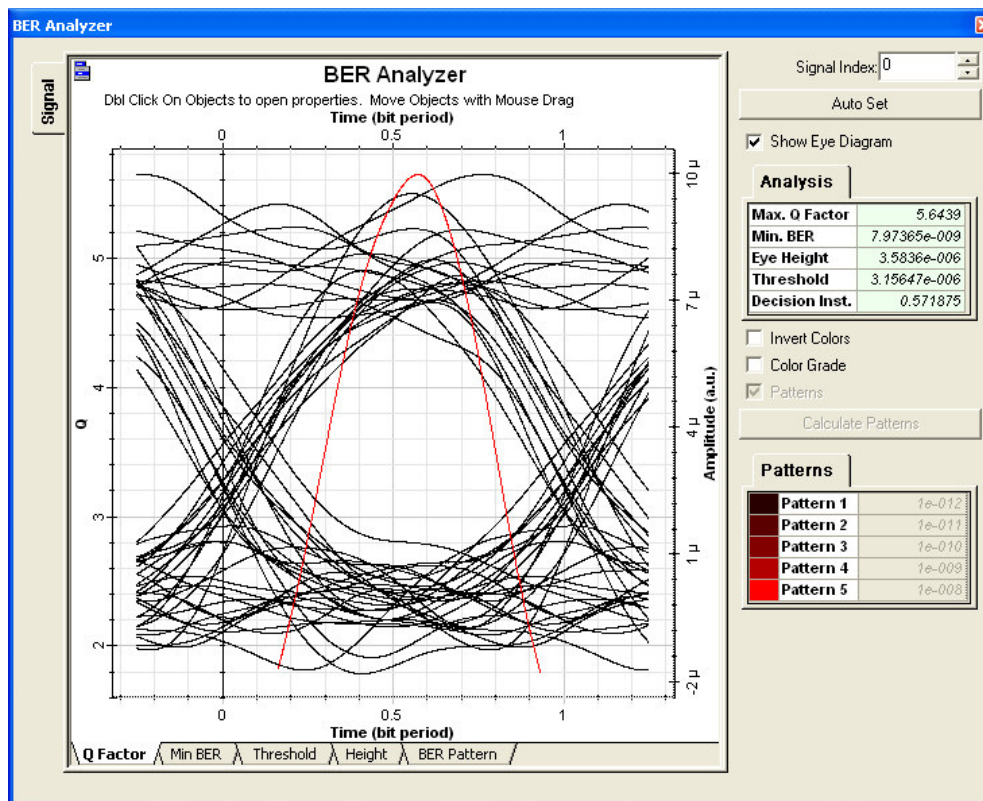 BER Analyzer
Signal
BER Analyzer
Dbl Click On Objects to open properties. Move Objects with Mouse Drag
Time (bit period)
0 0.5 1
Q
5
4
3
2
Amplitude (a.u.)
10 µ
7 µ
4 µ
1 µ
-2 µ
0 0.5 1
Time (bit period)
Q Factor Min BER Threshold Height BER Pattern
Signal Index: 0
Auto Set
Show Eye Diagram
Analysis
Max. Q Factor 5.6439
Min. BER 7.97365e-009
Eye Height 3.5836e-006
Threshold 3.15647e-006
Decision Inst. 0.571875
Invert Colors
Color Grade
Patterns
Calculate Patterns
Patterns
Pattern 1 1e-012
Pattern 2 1e-011
Pattern 3 1e-010
Pattern 4 1e-009
Pattern 5 1e-008